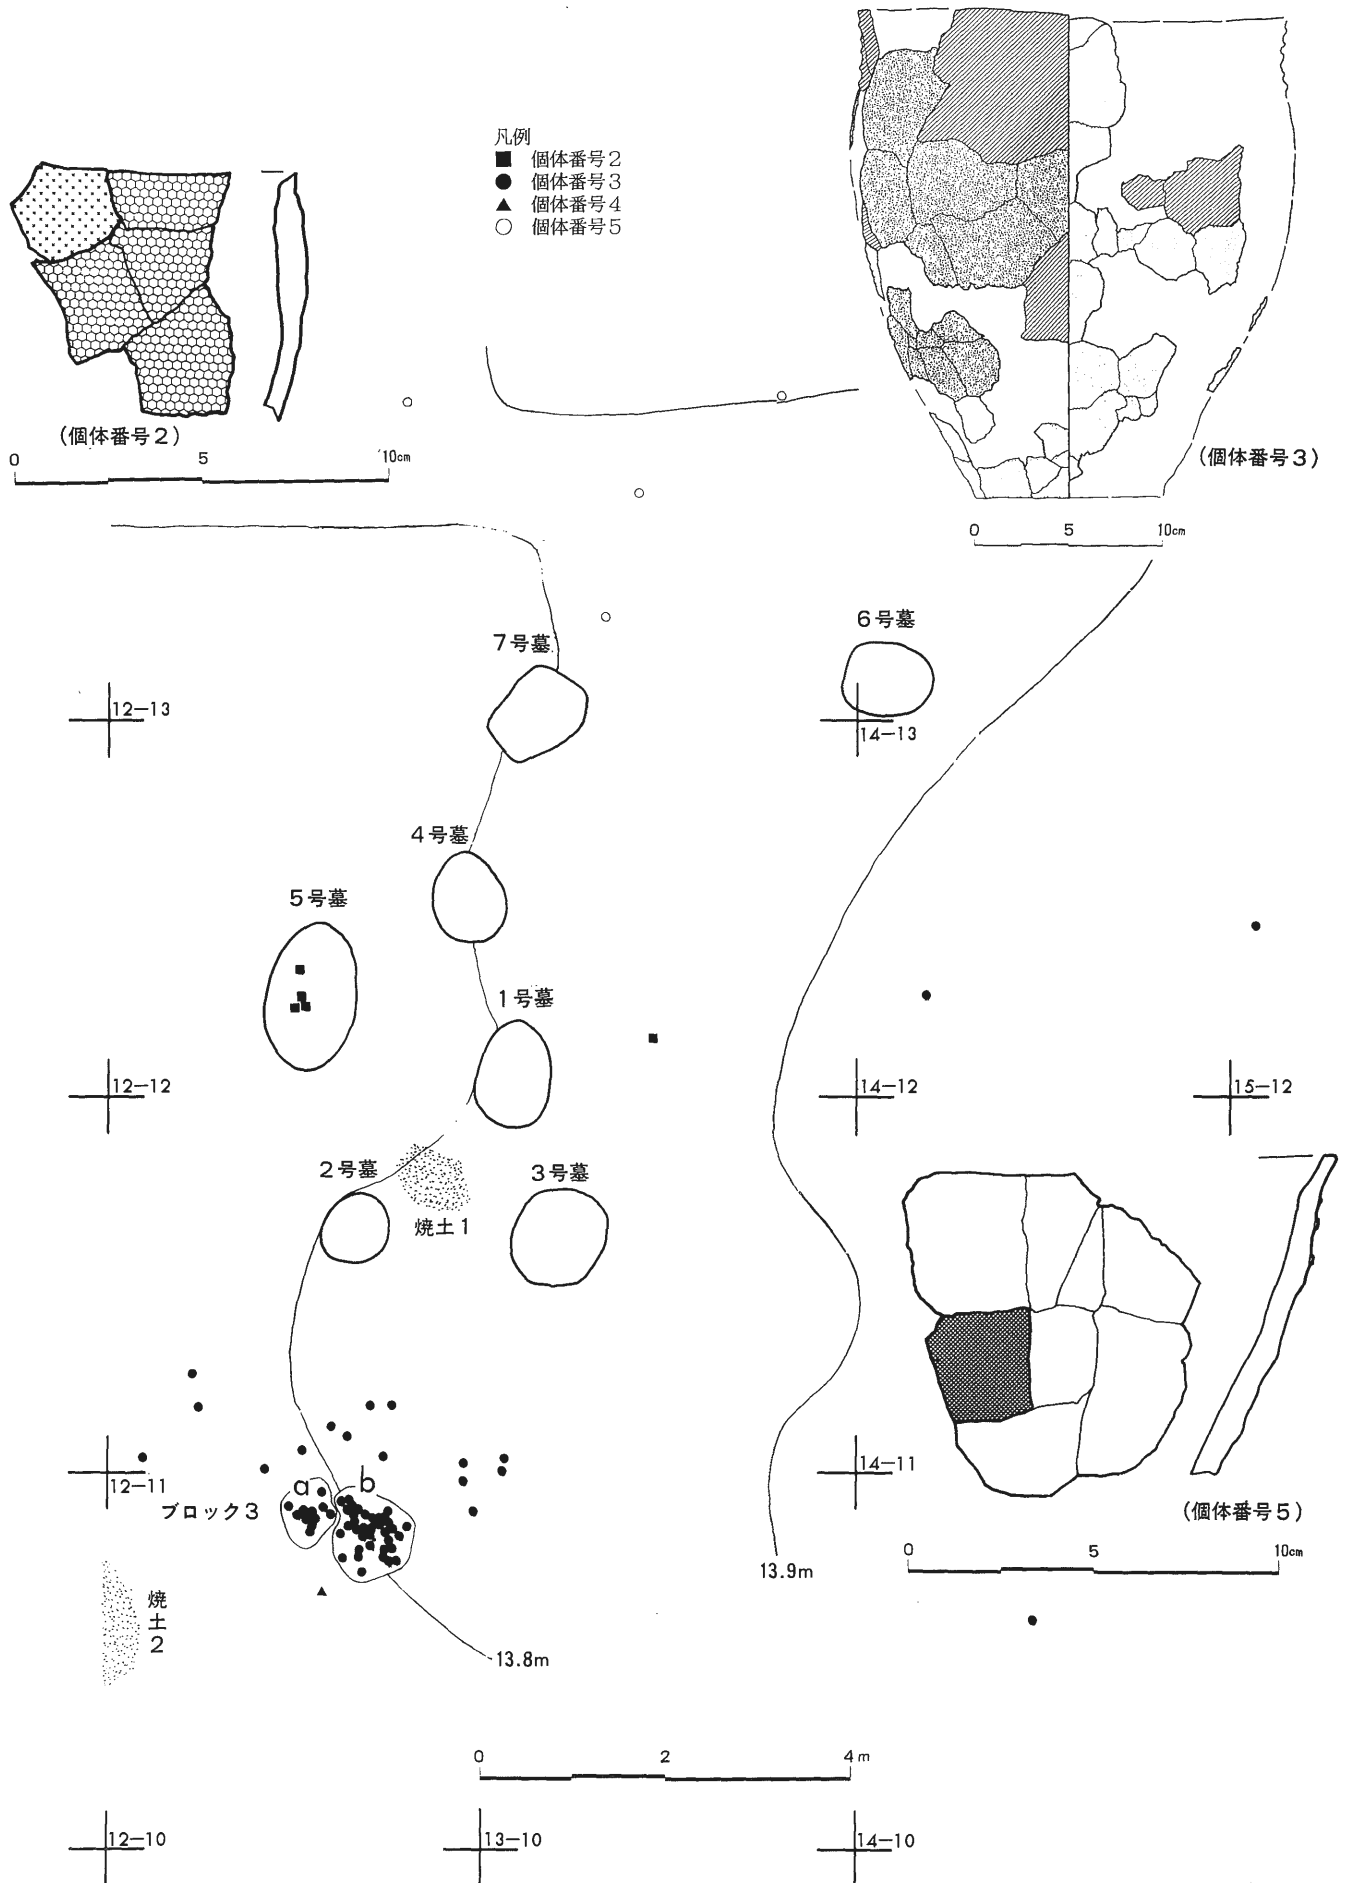 凡例
■ 個体番号2
● 個体番号3
▲ 個体番号4
○ 個体番号5
(個体番号2)
0 5 10cm
(個体番号3)
0 5 10cm
7号墓
6号墓
12-13
14-13
4号墓
5号墓
1号墓
12-12
14-12
15-12
2号墓
3号墓
焼土1
12-11
14-11
a b
ブロック3
(個体番号5)
0 5 10cm
13.9m
焼土2
13.8m
0 2 4m
12-10
13-10
14-10